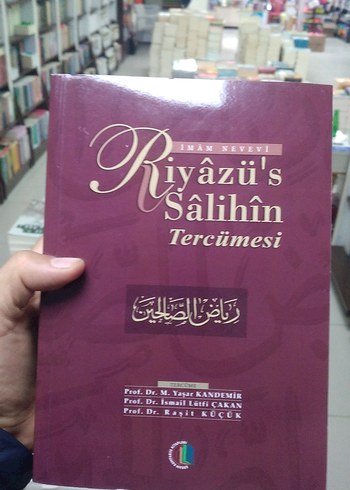 İMÂM NEVEVÎ
Riyâzü's
Sâlihîn
Tercümesi
رياض الصالحين
TERCÜME
Prof. Dr. M. Yaşar KANDEMİR
Prof. Dr. İsmail Lütfi ÇAKAN
Prof. Dr. Raşit KÜÇÜK